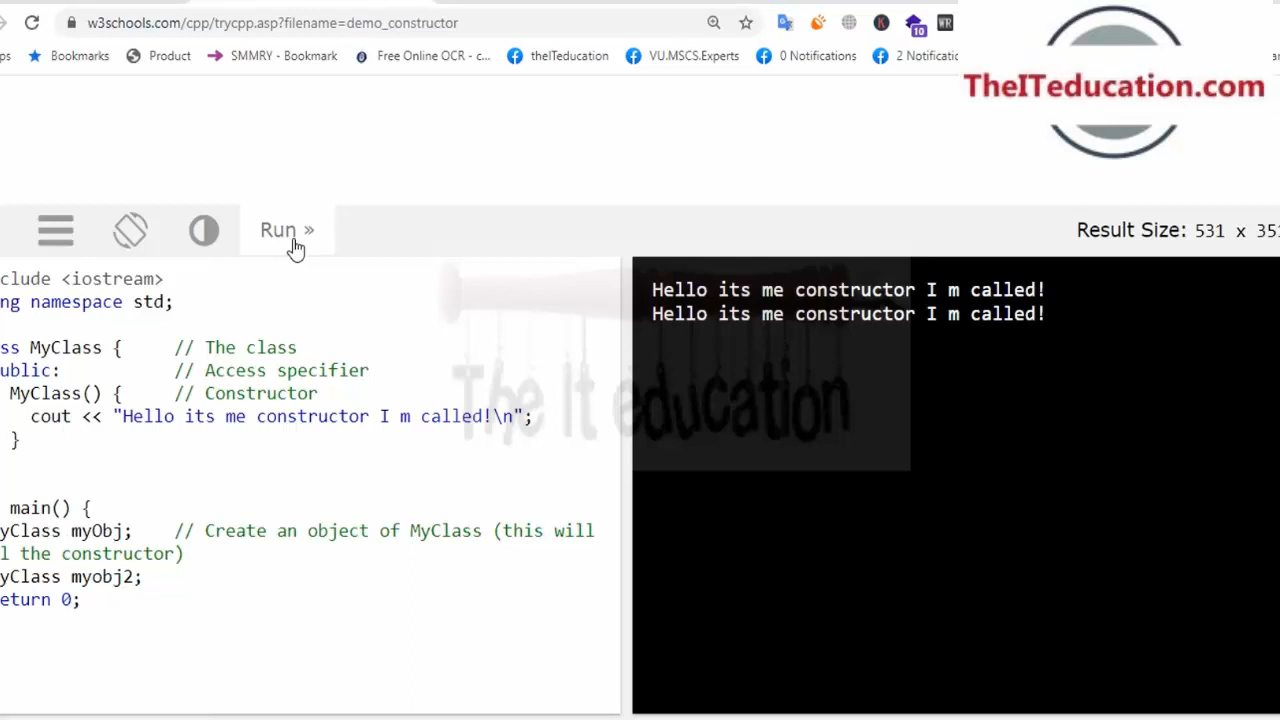 w3schools.com/cpp/trycpp.asp?filename=demo_constructor
10
WR
ps
Bookmarks
Product
SMMRY - Bookmark
Free Online OCR - c...
theITeducation
VU.MSCS.Experts
0 Notifications
2 Notificatio
TheITeducation.com
Run »
Result Size: 531 x 351
clude <iostream>
ng namespace std;
ss MyClass { // The class
ublic: // Access specifier
MyClass() { // Constructor
cout << "Hello its me constructor I m called!\n";
}
main() {
yClass myObj; // Create an object of MyClass (this will
l the constructor)
yClass myobj2;
eturn 0;
Hello its me constructor I m called!
Hello its me constructor I m called!
The It education